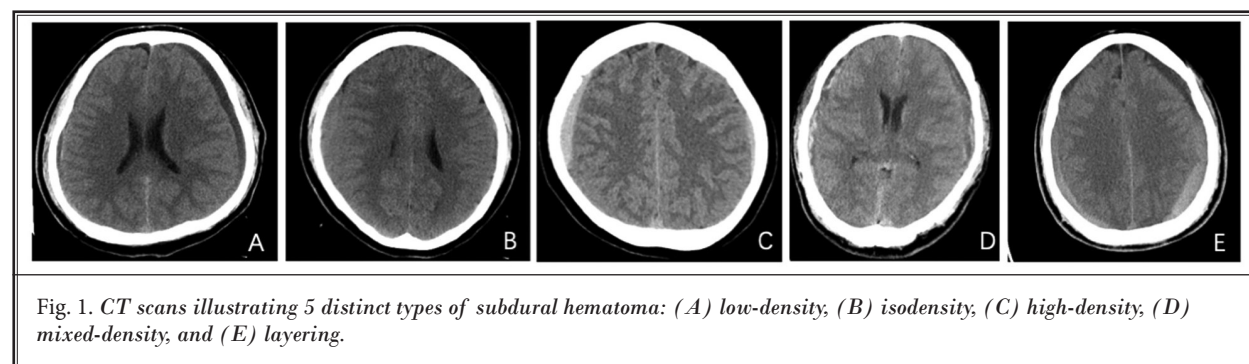 A
B
C
D
E
Fig. 1. CT scans illustrating 5 distinct types of subdural hematoma: (A) low-density, (B) isodensity, (C) high-density, (D)
mixed-density, and (E) layering.